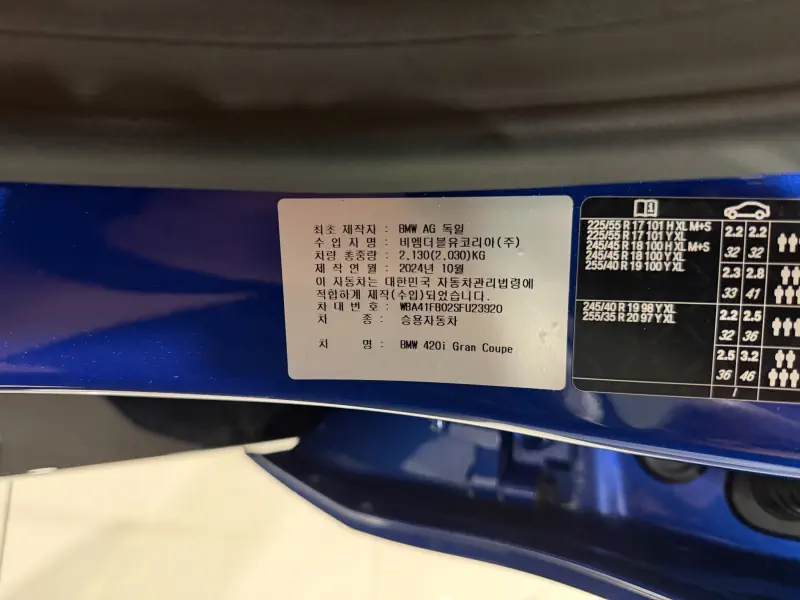 최초 제작자 : BMW AG 독일
수 입 자 명 : 비엠더블유코리아(주)
차량 총중량 : 2,130(2,030)KG
제 작 연 월 : 2024년 10월
이 자동차는 대한민국 자동차관리법령에
적합하게 제작(수입)되었습니다.
차 대 번 호 : WBA41FB02SFU23920
차 종 : 승용자동차
차 명 : BMW 420i Gran Coupe
1
225/55 R 17 101 H XL M+S
225/55 R 17 101 Y XL
245/45 R 18 100 H XL M+S
245/45 R 18 100 Y XL
255/40 R 19 100 Y XL
2.2 2.2
32 32
2.3 2.8
33 41
245/40 R 19 98 Y XL
255/35 R 20 97 Y XL
2.2 2.5
32 36
2.5 3.2
36 46
/